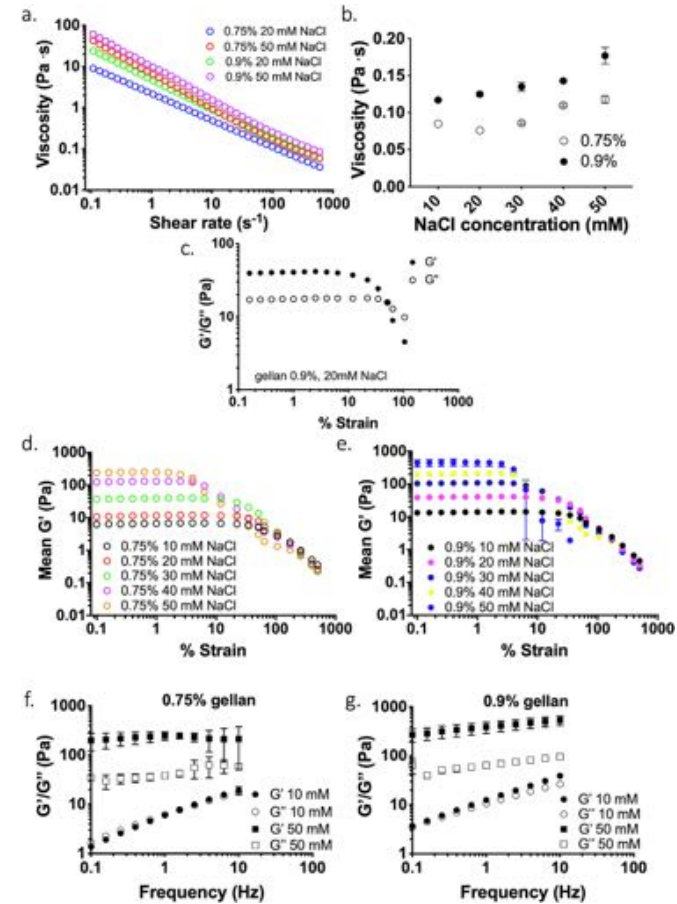 a.
Viscosity (Pa ·s)
100
10
1
0.1
0.01
0.1 1 10 100 1000
Shear rate (s⁻¹)
0.75% 20 mM NaCl
0.75% 50 mM NaCl
0.9% 20 mM NaCl
0.9% 50 mM NaCl
b.
Viscosity (Pa ·s)
0.20
0.15
0.10
0.05
0.00
10 20 30 40 50
NaCl concentration (mM)
0.75%
0.9%
c.
G'/G'' (Pa)
100
10
1
0.1 1 10 100 1000
% Strain
G'
G''
gellan 0.9%, 20mM NaCl
d.
Mean G' (Pa)
1000
100
10
1
0.1
0.01
0.1 1 10 100 1000
% Strain
0.75% 10 mM NaCl
0.75% 20 mM NaCl
0.75% 30 mM NaCl
0.75% 40 mM NaCl
0.75% 50 mM NaCl
e.
Mean G' (Pa)
1000
100
10
1
0.1
0.01
0.1 1 10 100 1000
% Strain
0.9% 10 mM NaCl
0.9% 20 mM NaCl
0.9% 30 mM NaCl
0.9% 40 mM NaCl
0.9% 50 mM NaCl
f.
0.75% gellan
G'/G'' (Pa)
1000
100
10
1
0.1 1 10 100
Frequency (Hz)
G' 10 mM
G'' 10 mM
G' 50 mM
G'' 50 mM
g.
0.9% gellan
G'/G'' (Pa)
1000
100
10
1
0.1 1 10 100
Frequency (Hz)
G' 10 mM
G'' 10 mM
G' 50 mM
G'' 50 mM